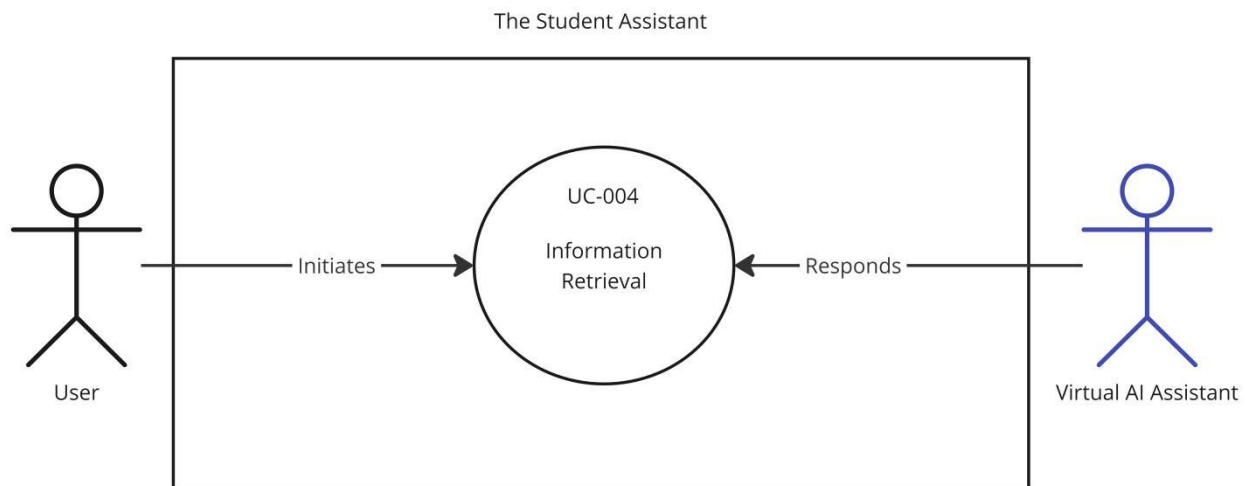 The Student Assistant
UC-004
Information
Retrieval
Initiates
Responds
User
Virtual AI Assistant